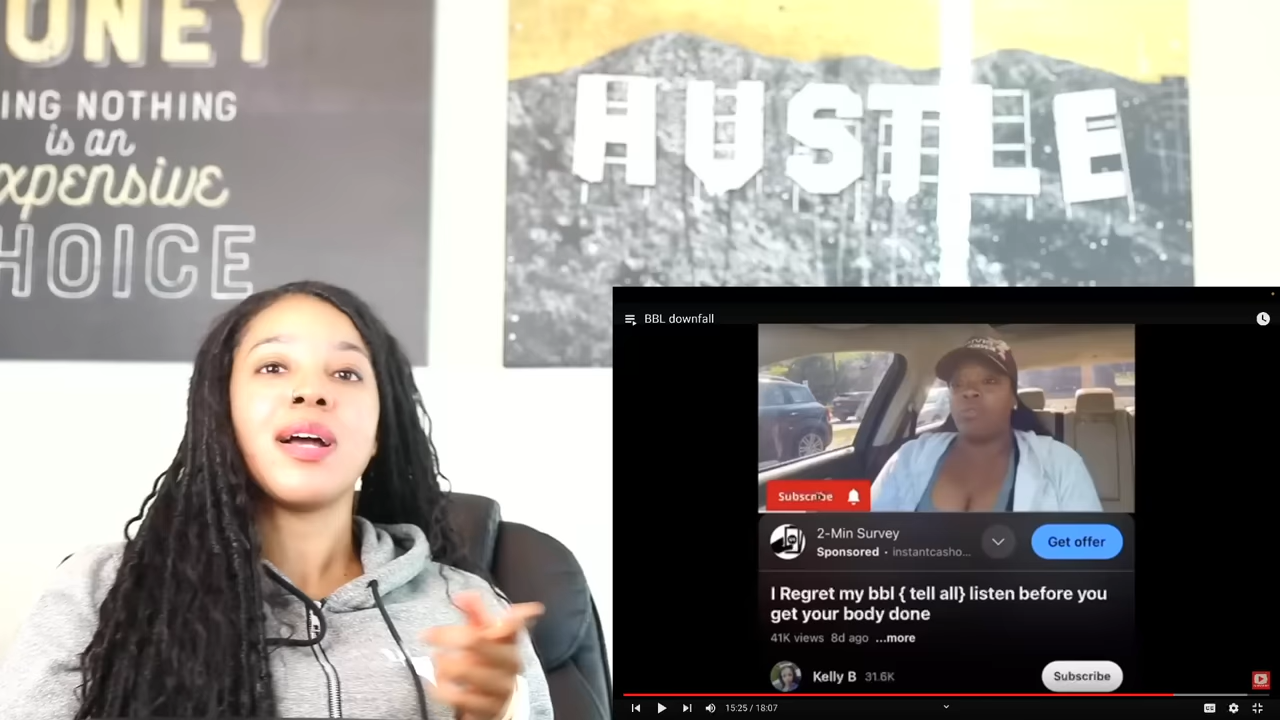 ONEY
ING NOTHING
is an
xpensive
HOICE
HUSTLE
BBL downfall
Subscribe
2-Min Survey
Sponsored · instantcasho...
Get offer
I Regret my bbl { tell all} listen before you
get your body done
41K views 8d ago ...more
Kelly B 31.6K
Subscribe
15:25 / 18:07